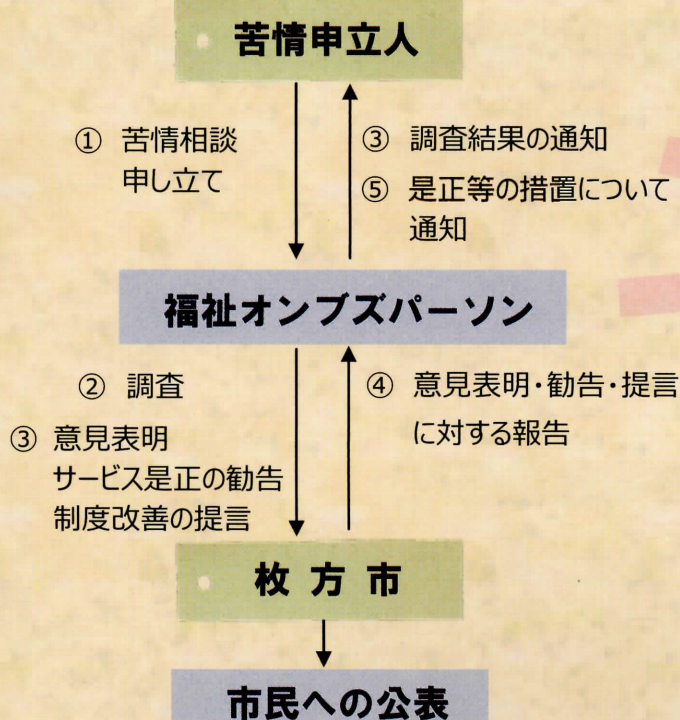 苦情申立人
① 苦情相談
申し立て
③ 調査結果の通知
⑤ 是正等の措置について
通知
福祉オンブズパーソン
② 調査
③ 意見表明
サービス是正の勧告
制度改善の提言
④ 意見表明・勧告・提言
に対する報告
枚方市
市民への公表